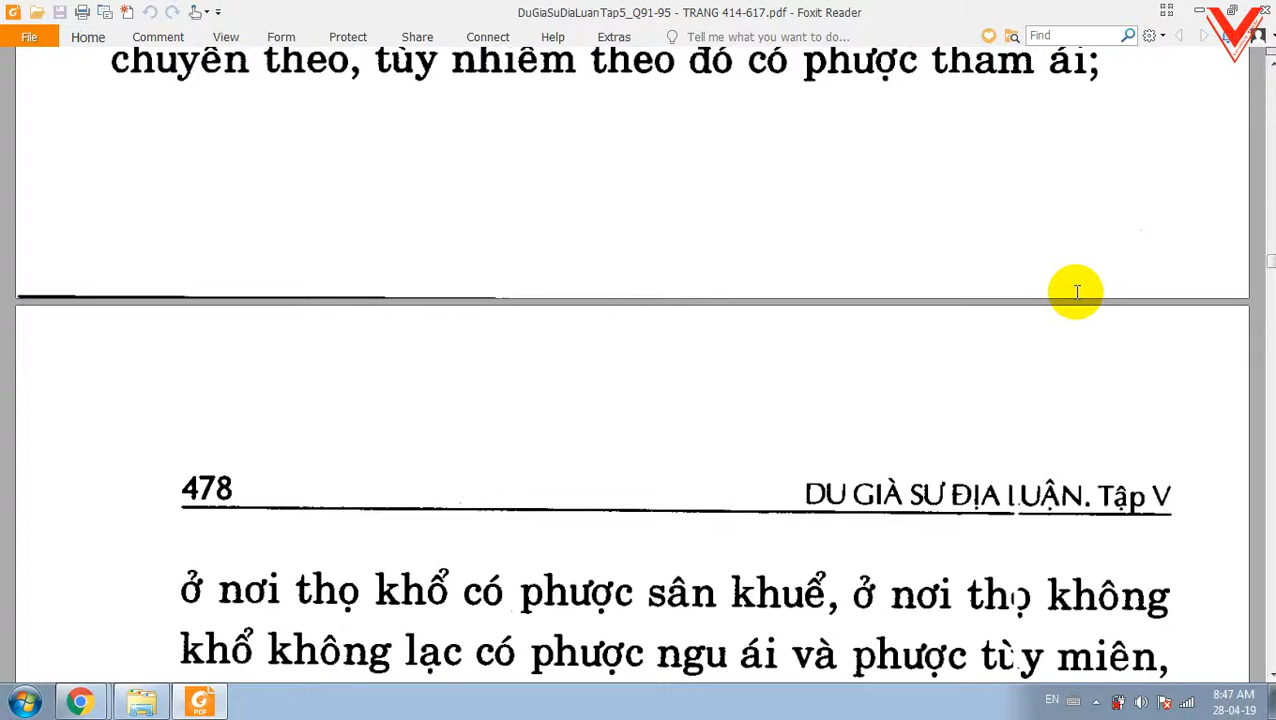 DuGiaSuDiaLuanTap5_Q91-95 - TRANG 414-617.pdf - Foxit Reader
File Home Comment View Form Protect Share Connect Help Extras Tell me what you want to do... Find
chuyên theo, tùy nhiêm theo đó có phược tham ái;
478 DU GIÀ SƯ ĐỊA LUẬN. Tập V
ở nơi thọ khổ có phược sân khuể, ở nơi thọ không
khổ không lạc có phược ngu ái và phược tùy miên,
EN 8:47 AM
28-04-19